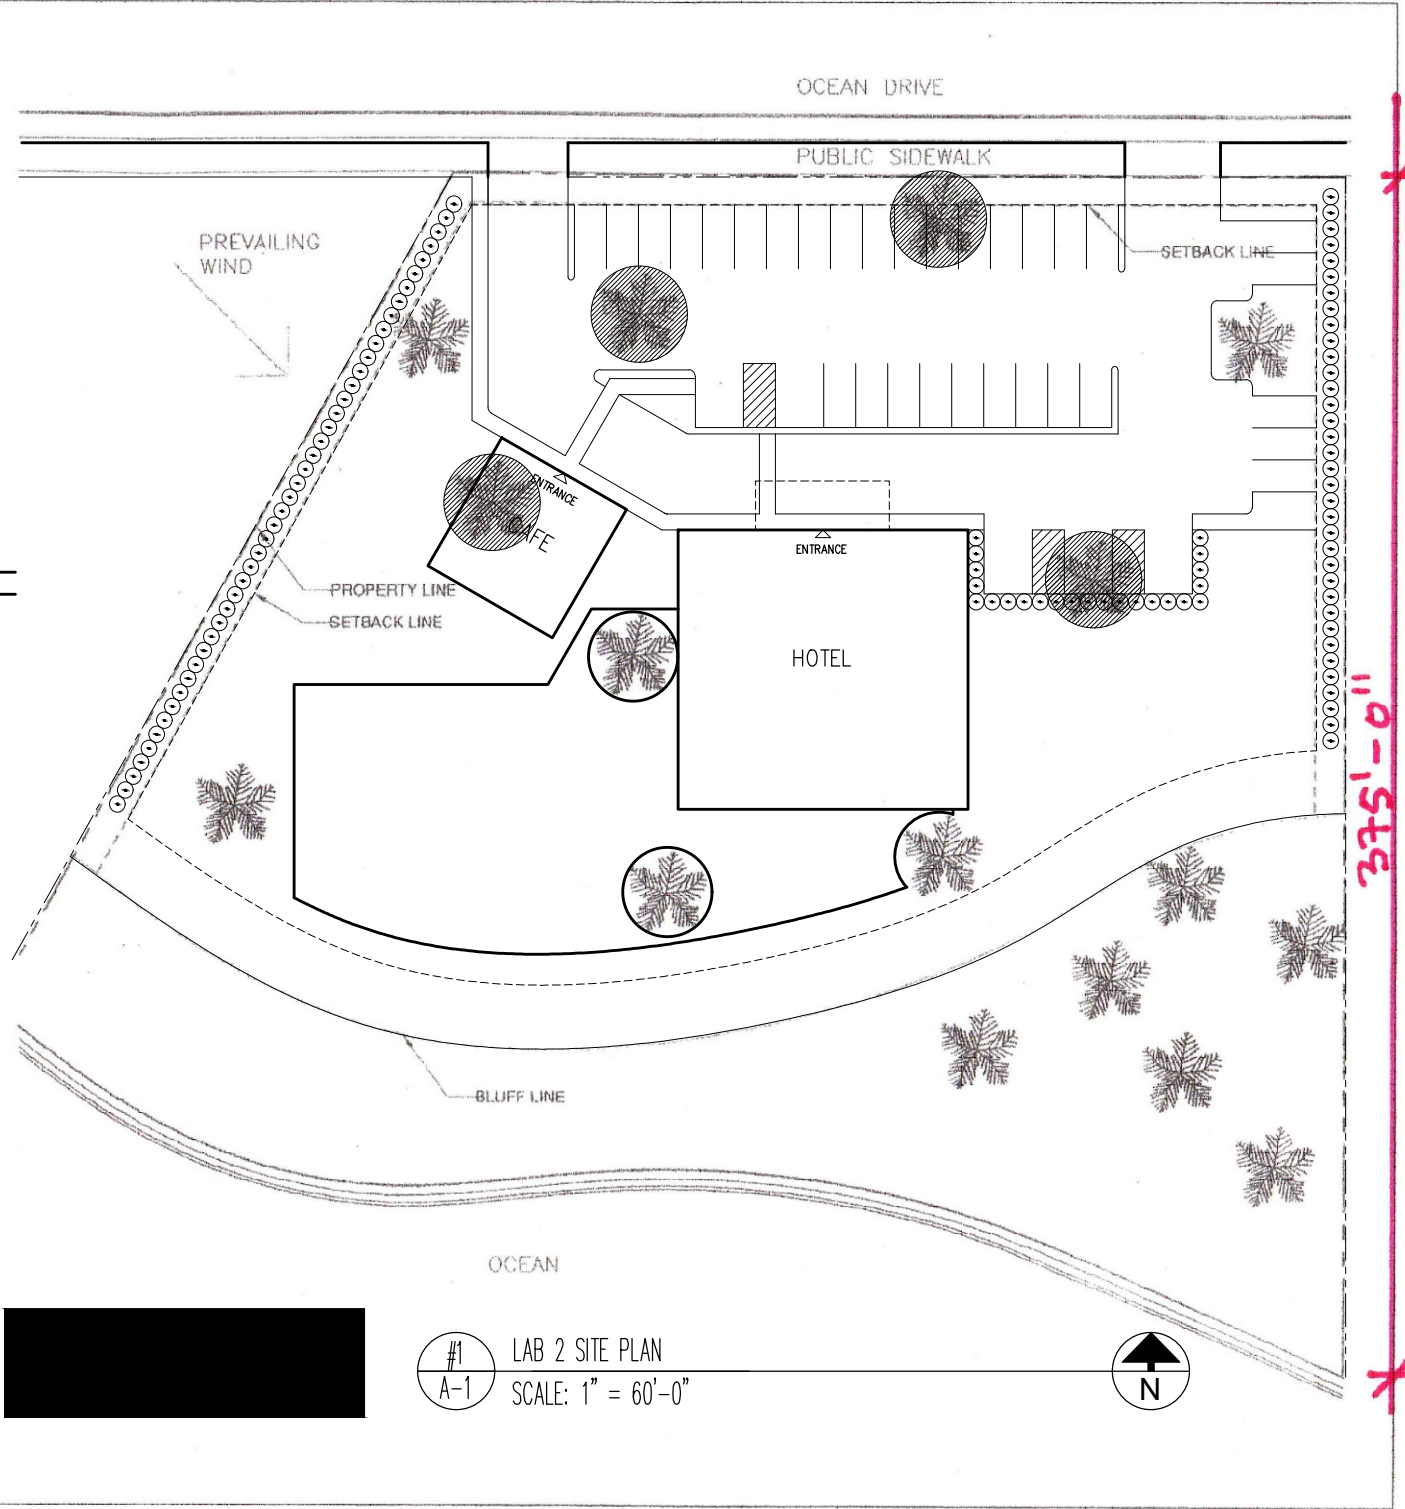 OCEAN DRIVE
PUBLIC SIDEWALK
PREVAILING
WIND
SETBACK LINE
ENTRANCE
CAFE
ENTRANCE
PROPERTY LINE
SETBACK LINE
HOTEL
375'-0"
BLUFF LINE
OCEAN
#1
A-1
LAB 2 SITE PLAN
SCALE: 1" = 60'-0"
N